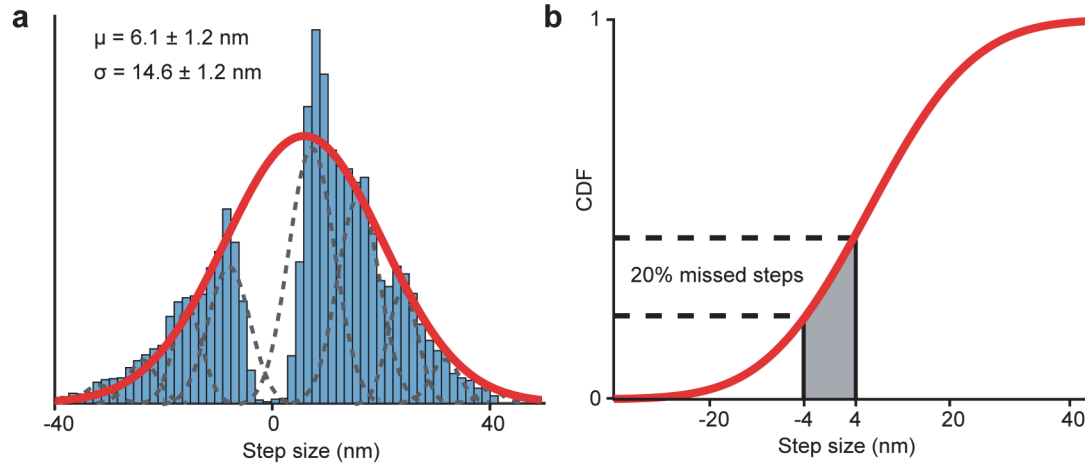 a
μ = 6.1 ± 1.2 nm
σ = 14.6 ± 1.2 nm
-40
0
40
Step size (nm)
b
1
CDF
20% missed steps
0
-20
-4
4
20
40
Step size (nm)